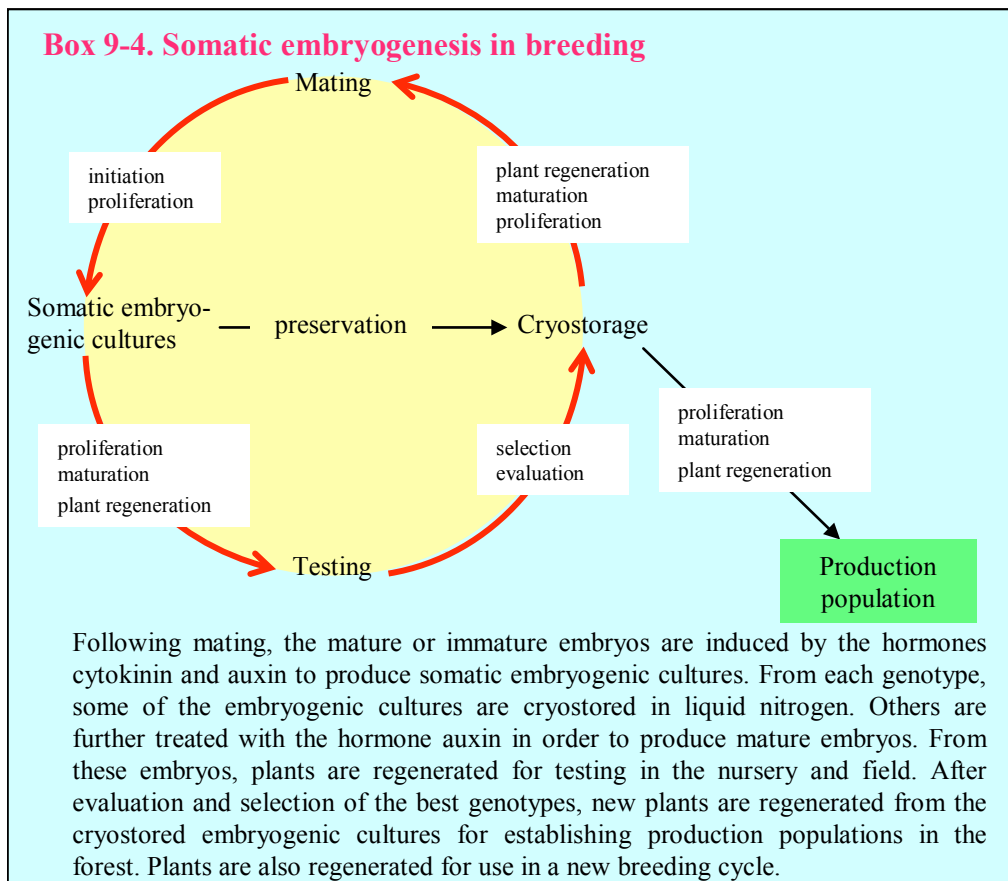 Box 9-4. Somatic embryogenesis in breeding
Mating
initiation
proliferation
plant regeneration
maturation
proliferation
Somatic embryo-
genic cultures
preservation
Cryostorage
proliferation
maturation
plant regeneration
selection
evaluation
proliferation
maturation
plant regeneration
Testing
Production
population
Following mating, the mature or immature embryos are induced by the hormones
cytokinin and auxin to produce somatic embryogenic cultures. From each genotype,
some of the embryogenic cultures are cryostored in liquid nitrogen. Others are
further treated with the hormone auxin in order to produce mature embryos. From
these embryos, plants are regenerated for testing in the nursery and field. After
evaluation and selection of the best genotypes, new plants are regenerated from the
cryostored embryogenic cultures for establishing production populations in the
forest. Plants are also regenerated for use in a new breeding cycle.